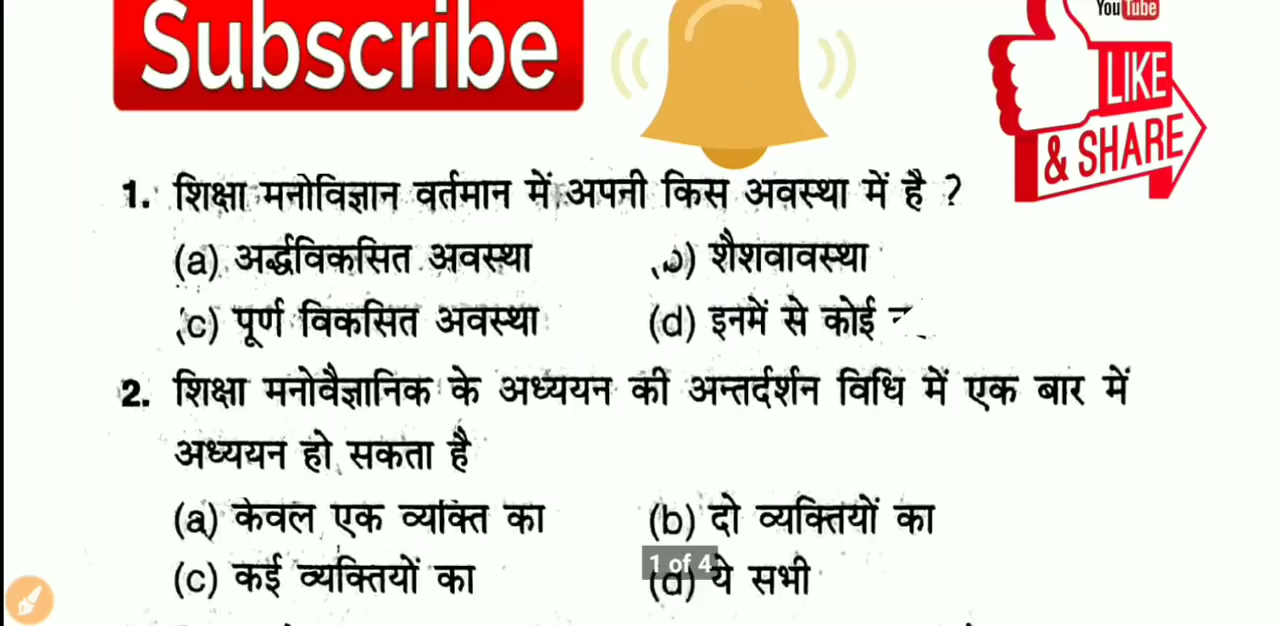 Subscribe
You Tube
LIKE
& SHARE
1. शिक्षा मनोविज्ञान वर्तमान में अपनी किस अवस्था में है ?
(a) अर्द्धविकसित अवस्था
(b) शैशवावस्था
(c) पूर्ण विकसित अवस्था
(d) इनमें से कोई
2. शिक्षा मनोवैज्ञानिक के अध्ययन की अन्तर्दर्शन विधि में एक बार में
अध्ययन हो सकता है
(a) केवल एक व्यक्ति का
(b) दो व्यक्तियों का
1 of 4
(c) कई व्यक्तियों का
(d) ये सभी